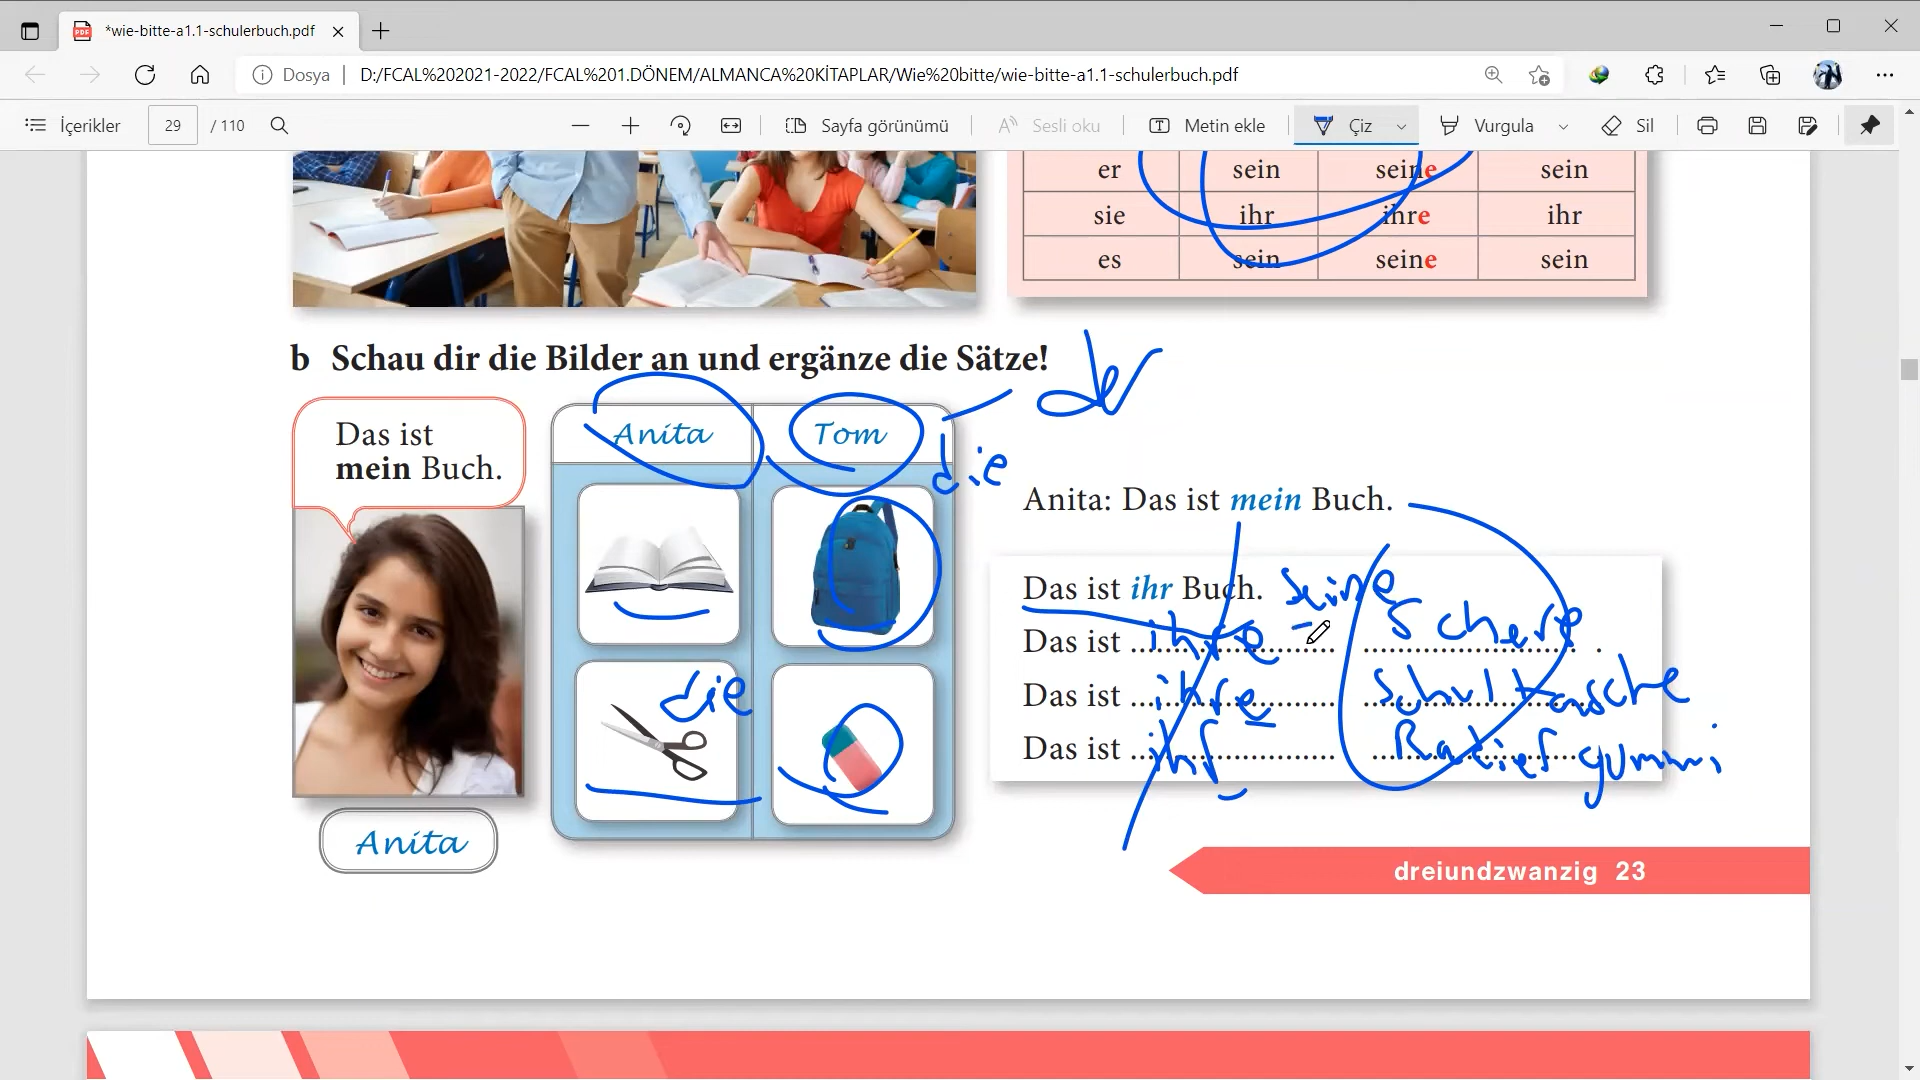 *wie-bitte-a1.1-schulerbuch.pdf
Dosya
D:/FCAL%202021-2022/FCAL%201.DÖNEM/ALMANCA%20KİTAPLAR/Wie%20bitte/wie-bitte-a1.1-schulerbuch.pdf
İçerikler
29 / 110
Sayfa görünümü
Sesli oku
Metin ekle
Çiz
Vurgula
Sil
er sein seine sein
sie ihr ihre ihr
es sein seine sein
b Schau dir die Bilder an und ergänze die Sätze!
der
die
Das ist
mein Buch.
Anita
Anita Tom
die
Anita: Das ist mein Buch.
Das ist ihr Buch. seine
Das ist ...ihre... Schere .
Das ist ...ihre... Schultasche
Das ist ...ihr... Radiergummi
dreiundzwanzig 23